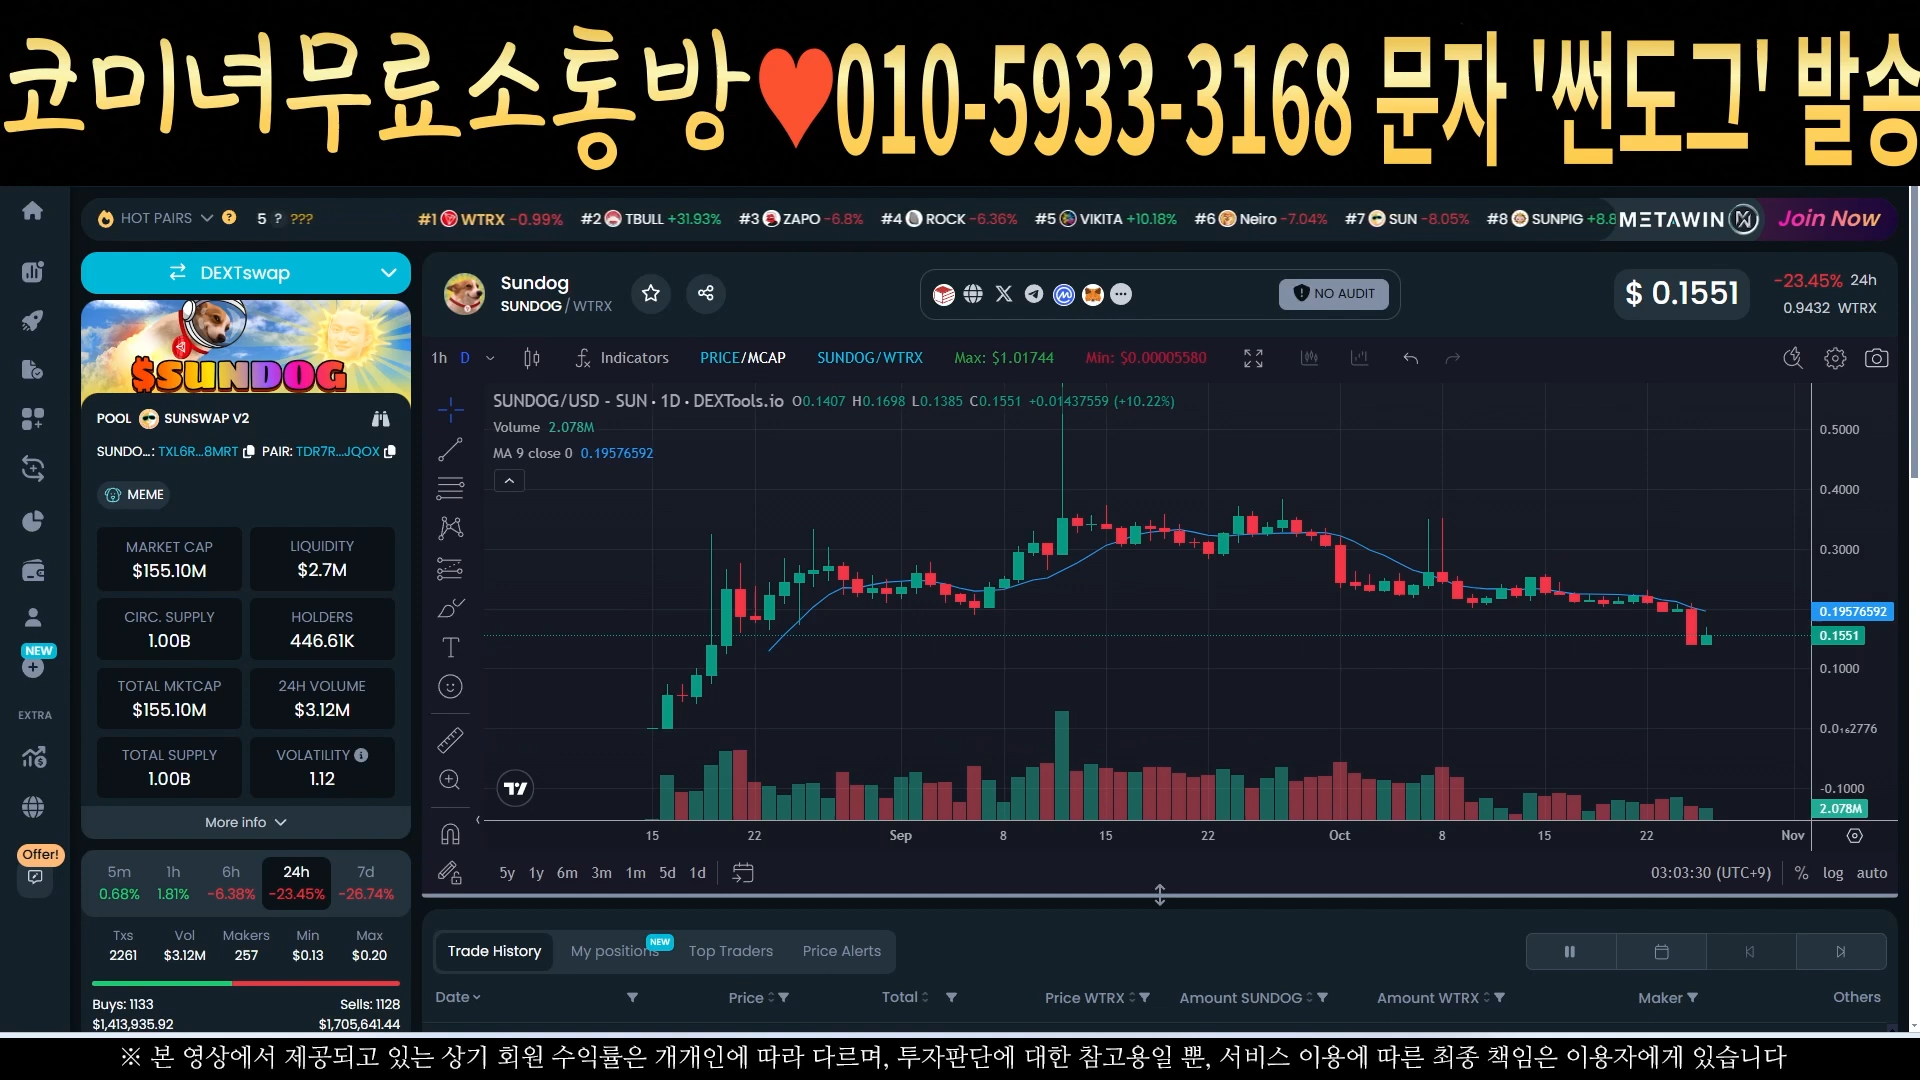 코미녀무료소통방♥010-5933-3168 문자 '썬도그' 발송
HOT PAIRS ? 5 ? ???
#1 WTRX -0.99% #2 TBULL +31.93% #3 ZAPO -6.8% #4 ROCK -6.36% #5 VIKITA +10.18% #6 Neiro -7.04% #7 SUN -8.05% #8 SUNPIG +8.8
METAWIN Join Now
DEXTswap
$SUNDOG
POOL SUNSWAP V2
SUNDO...: TXL6R...8MRT PAIR: TDR7R...JQOX
MEME
MARKET CAP
$155.10M
LIQUIDITY
$2.7M
CIRC. SUPPLY
1.00B
HOLDERS
446.61K
TOTAL MKTCAP
$155.10M
24H VOLUME
$3.12M
TOTAL SUPPLY
1.00B
VOLATILITY
1.12
More info
5m 1h 6h 24h 7d
0.68% 1.81% -6.38% -23.45% -26.74%
Txs Vol Makers Min Max
2261 $3.12M 257 $0.13 $0.20
Buys: 1133 Sells: 1128
$1,413,935.92 $1,705,641.44
NEW
EXTRA
Offer!
Sundog
SUNDOG / WTRX
NO AUDIT
$ 0.1551
-23.45% 24h
0.9432 WTRX
1h D Indicators PRICE/MCAP SUNDOG/WTRX Max: $1.01744 Min: $0.00005580
SUNDOG/USD - SUN · 1D · DEXTools.io O0.1407 H0.1698 L0.1385 C0.1551 +0.01437559 (+10.22%)
Volume 2.078M
MA 9 close 0 0.19576592
0.5000
0.4000
0.3000
0.19576592
0.1551
0.1000
0.0₁₆2776
-0.1000
2.078M
15 22 Sep 8 15 22 Oct 8 15 22 Nov
5y 1y 6m 3m 1m 5d 1d
03:03:30 (UTC+9) % log auto
Trade History My positions NEW Top Traders Price Alerts
Date Price Total Price WTRX Amount SUNDOG Amount WTRX Maker Others
※ 본 영상에서 제공되고 있는 상기 회원 수익률은 개개인에 따라 다르며, 투자판단에 대한 참고용일 뿐, 서비스 이용에 따른 최종 책임은 이용자에게 있습니다